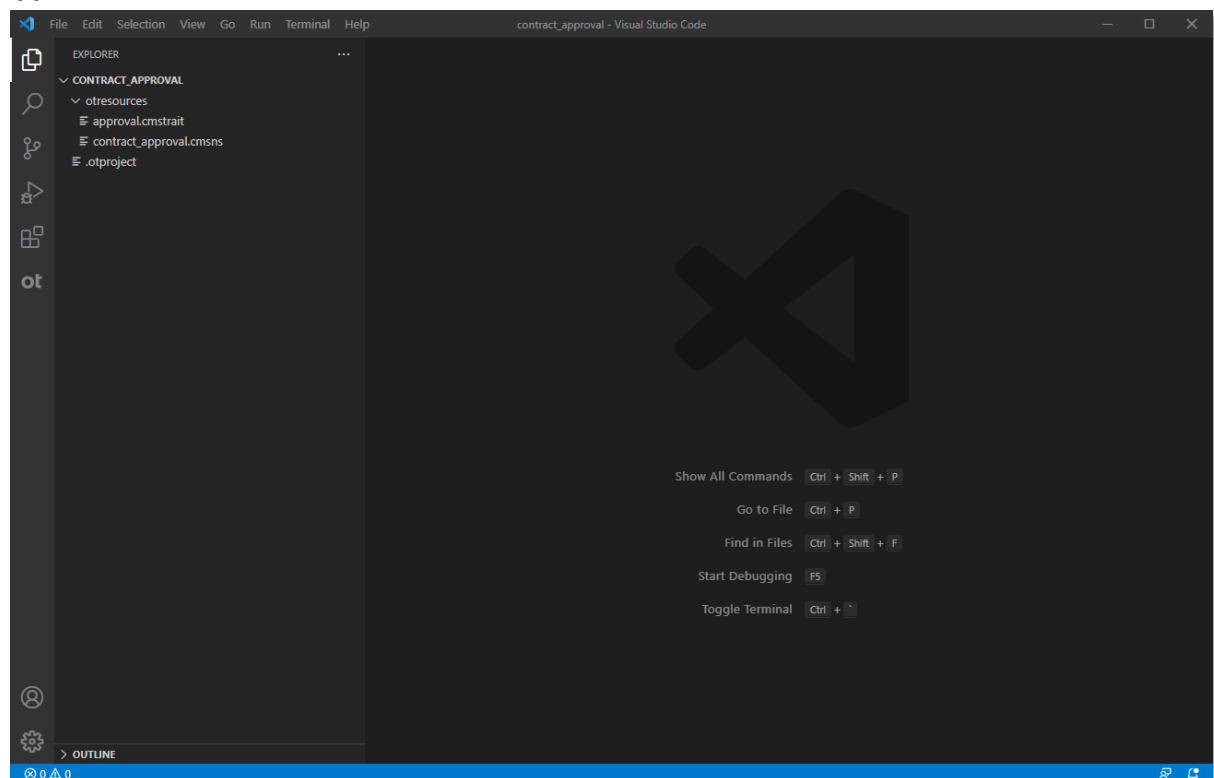 File Edit Selection View Go Run Terminal Help contract_approval - Visual Studio Code
EXPLORER ...
CONTRACT_APPROVAL
otresources
approval.cmstrait
contract_approval.cmsns
.otproject
ot
Show All Commands Ctrl + Shift + P
Go to File Ctrl + P
Find in Files Ctrl + Shift + F
Start Debugging F5
Toggle Terminal Ctrl + `
OUTLINE
0 0